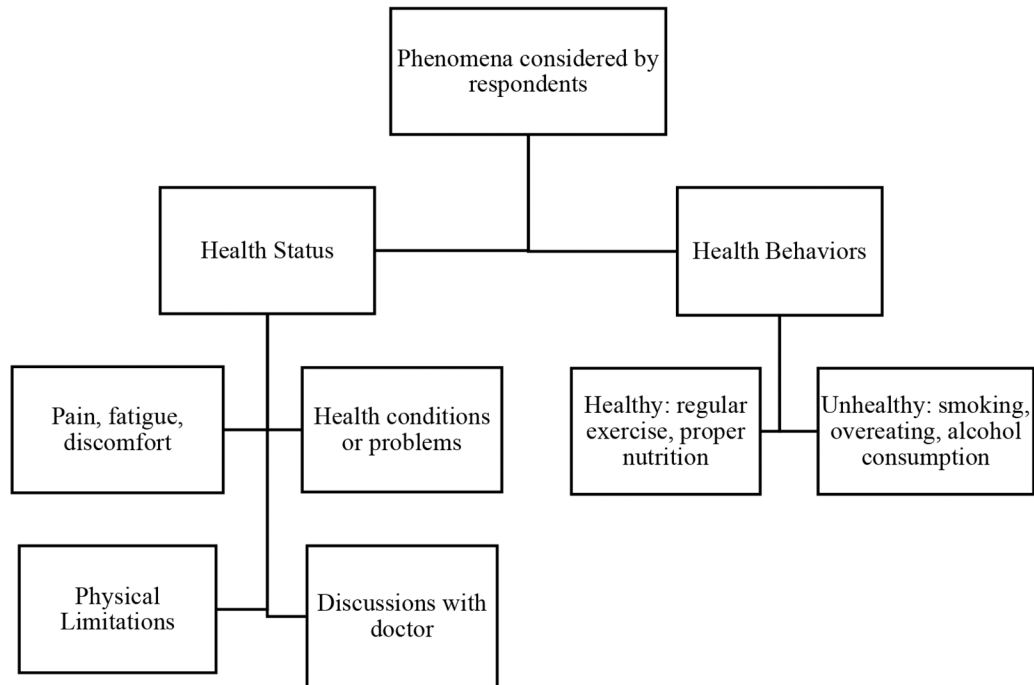 Phenomena considered by
respondents
Health Status
Health Behaviors
Pain, fatigue,
discomfort
Health conditions
or problems
Healthy: regular
exercise, proper
nutrition
Unhealthy: smoking,
overeating, alcohol
consumption
Physical
Limitations
Discussions with
doctor